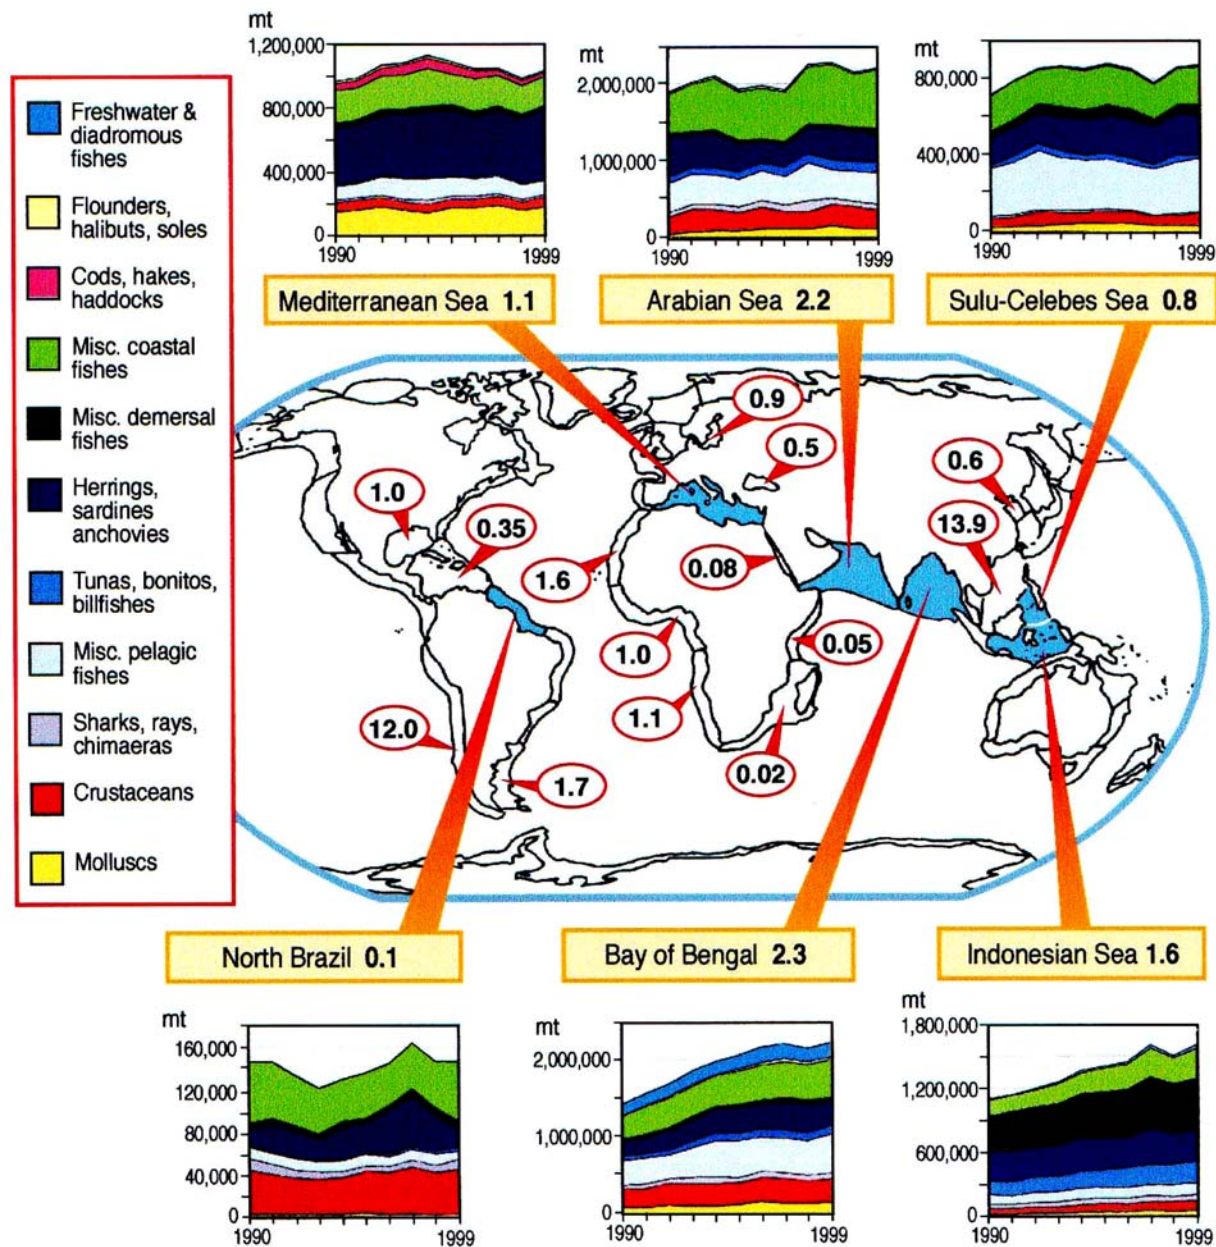 mt
1,200,000
800,000
400,000
0
1990
1999
mt
2,000,000
1,000,000
0
1990
1999
mt
800,000
400,000
0
1990
1999
Freshwater &
diadromous
fishes
Flounders,
halibuts, soles
Cods, hakes,
haddocks
Misc. coastal
fishes
Misc. demersal
fishes
Herrings,
sardines
anchovies
Tunas, bonitos,
billfishes
Misc. pelagic
fishes
Sharks, rays,
chimaeras
Crustaceans
Molluscs
Mediterranean Sea 1.1
Arabian Sea 2.2
Sulu-Celebes Sea 0.8
0.9
0.5
0.6
1.0
0.35
13.9
1.6
0.08
1.0
0.05
1.1
12.0
0.02
1.7
North Brazil 0.1
Bay of Bengal 2.3
Indonesian Sea 1.6
mt
160,000
120,000
80,000
40,000
0
1990
1999
mt
2,000,000
1,000,000
0
1990
1999
mt
1,800,000
1,200,000
600,000
0
1990
1999